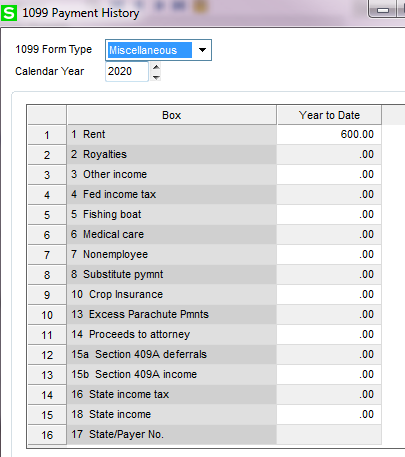 S 1099 Payment History
1099 Form Type Miscellaneous
Calendar Year 2020
Box Year to Date
1 1 Rent 600.00
2 2 Royalties .00
3 3 Other income .00
4 4 Fed income tax .00
5 5 Fishing boat .00
6 6 Medical care .00
7 7 Nonemployee .00
8 8 Substitute pymnt .00
9 10 Crop Insurance .00
10 13 Excess Parachute Pmnts .00
11 14 Proceeds to attorney .00
12 15a Section 409A deferrals .00
13 15b Section 409A income .00
14 16 State income tax .00
15 18 State income .00
16 17 State/Payer No.